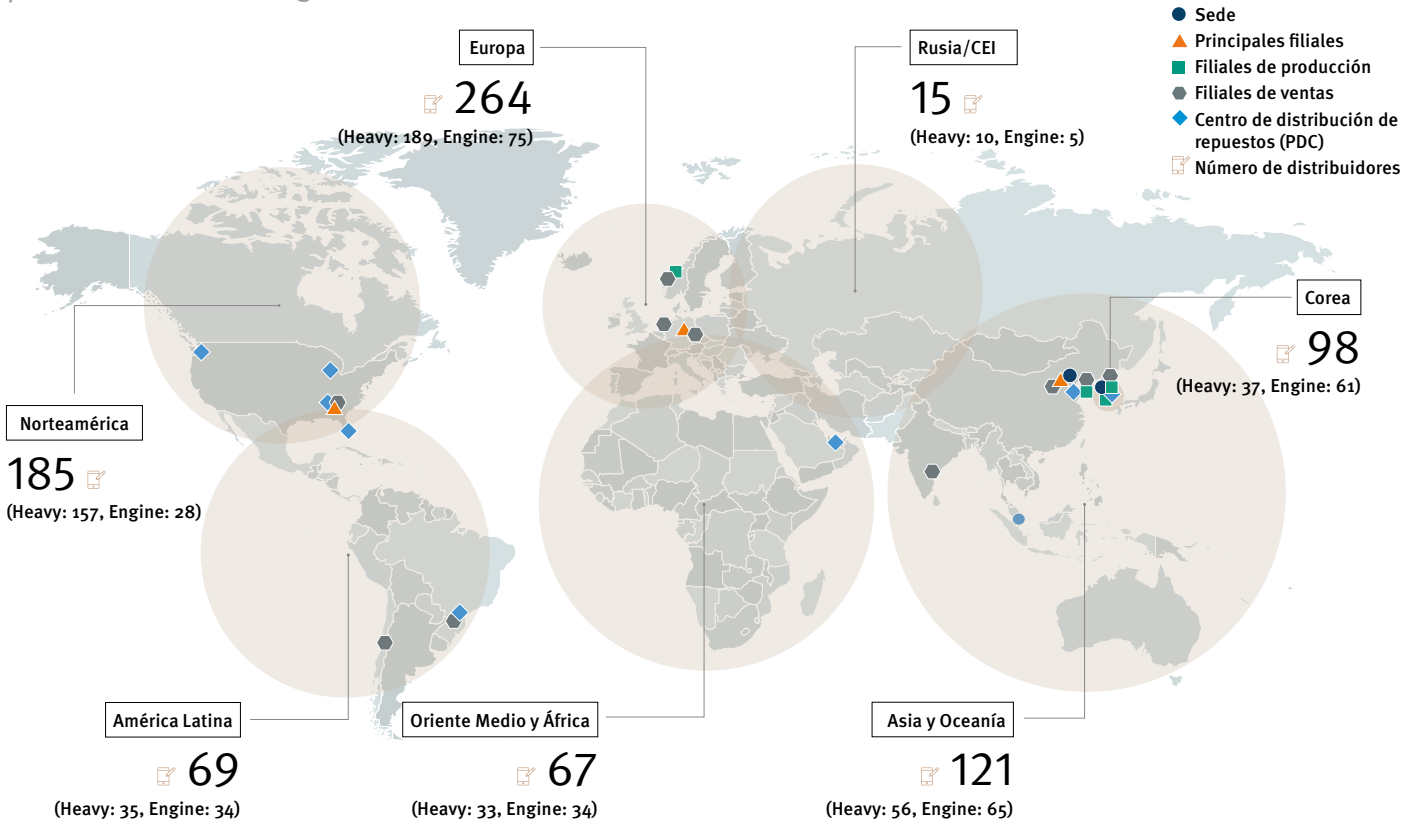 Sede
Principales filiales
Filiales de producción
Filiales de ventas
Centro de distribución de
repuestos (PDC)
Número de distribuidores
Europa
264
(Heavy: 189, Engine: 75)
Rusia/CEI
15
(Heavy: 10, Engine: 5)
Corea
98
(Heavy: 37, Engine: 61)
Norteamérica
185
(Heavy: 157, Engine: 28)
América Latina
69
(Heavy: 35, Engine: 34)
Oriente Medio y África
67
(Heavy: 33, Engine: 34)
Asia y Oceanía
121
(Heavy: 56, Engine: 65)